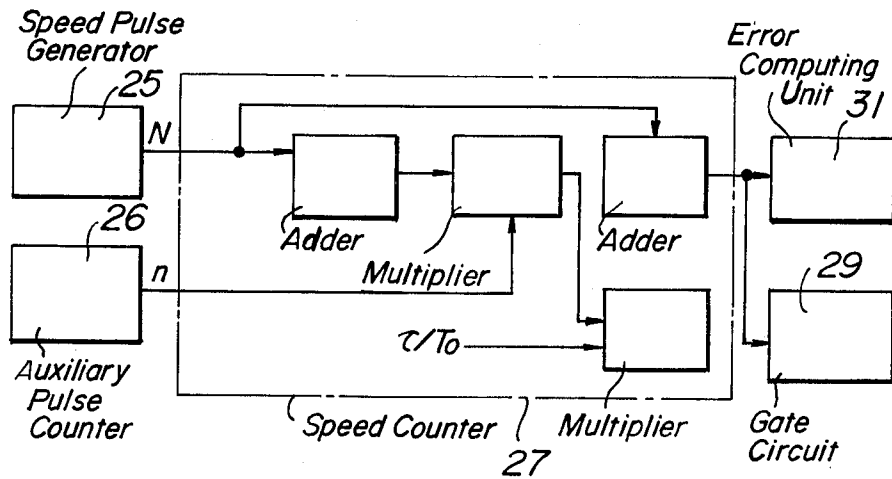 Speed Pulse
Generator
25
N
26
n
Auxiliary
Pulse
Counter
Adder
Multiplier
Adder
τ/To
Multiplier
Speed Counter
27
Error
Computing
Unit
31
29
Gate
Circuit